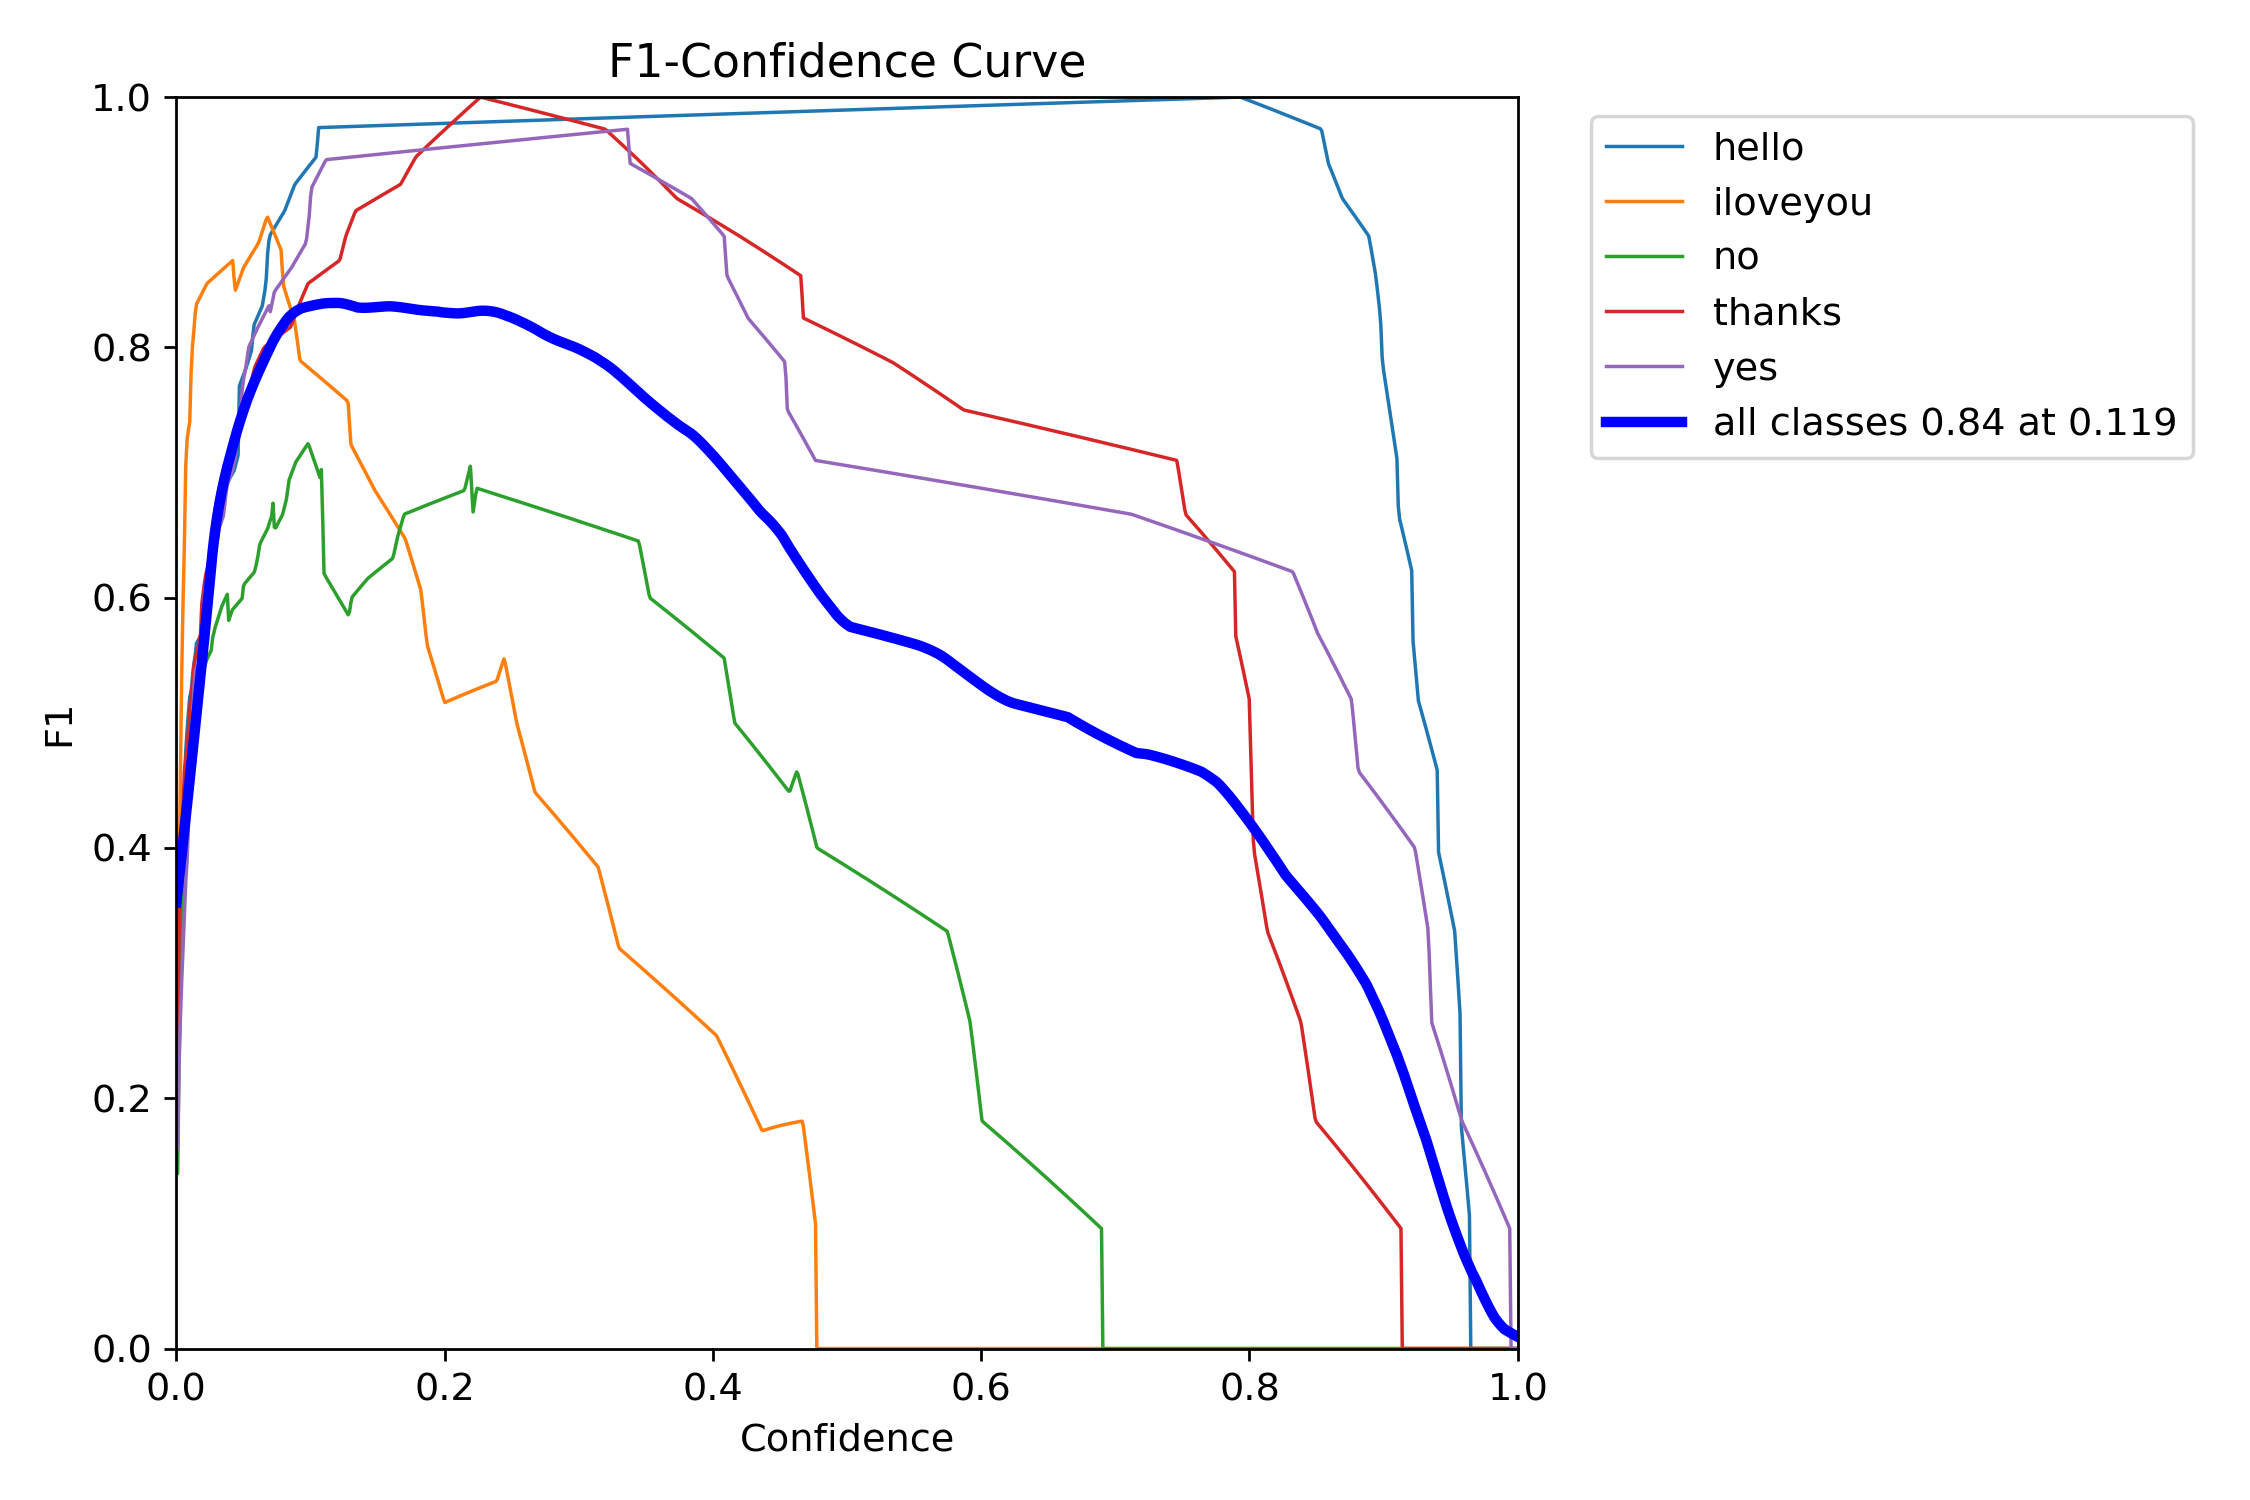 F1-Confidence Curve
1.0
0.8
0.6
0.4
0.2
0.0
F1
0.0 0.2 0.4 0.6 0.8 1.0
Confidence
hello
iloveyou
no
thanks
yes
all classes 0.84 at 0.119